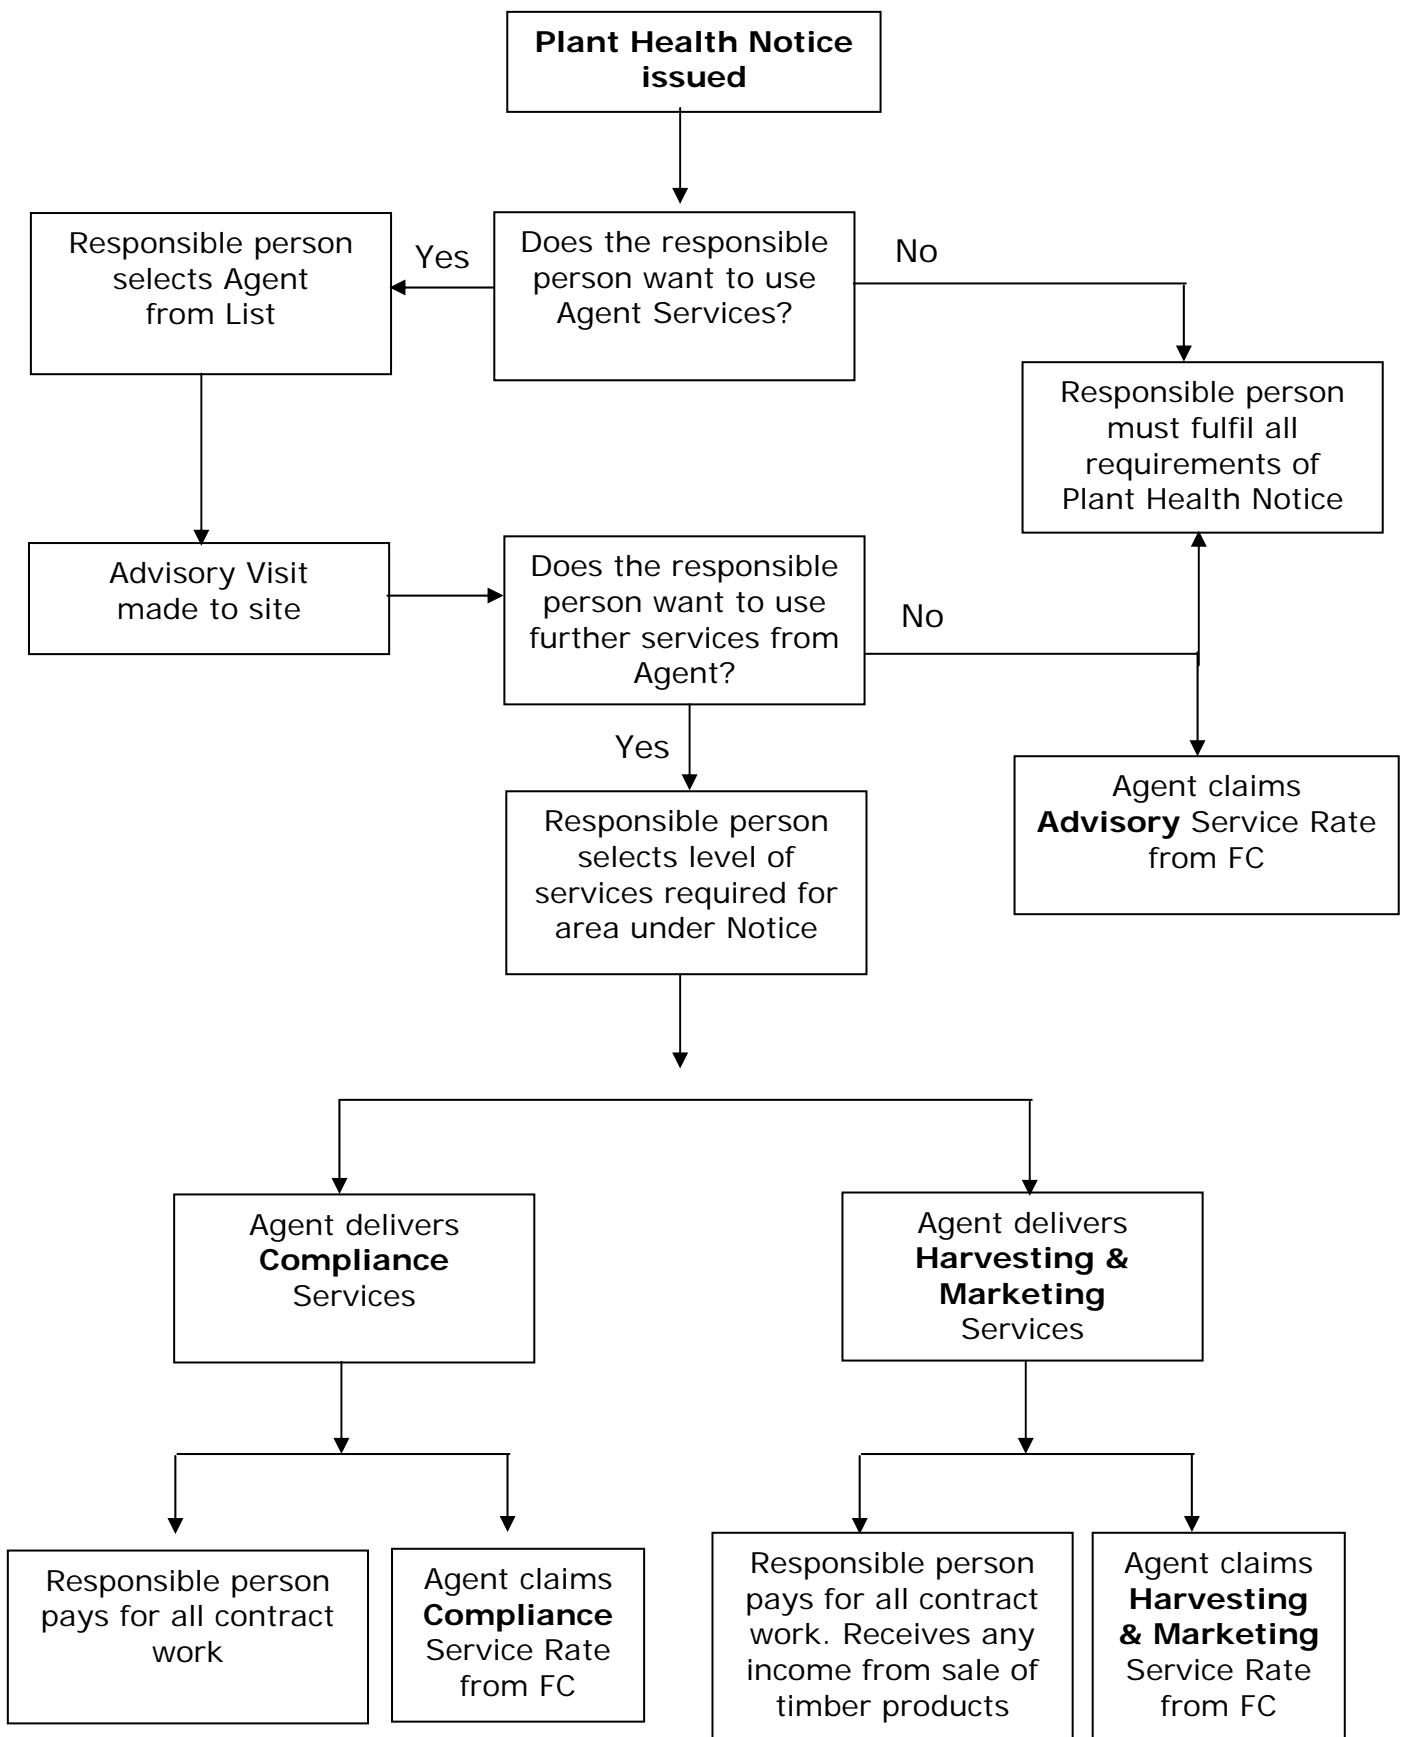 Plant Health Notice
issued
Responsible person
selects Agent
from List
Yes
Does the responsible
person want to use
Agent Services?
No
Responsible person
must fulfil all
requirements of
Plant Health Notice
Advisory Visit
made to site
Does the responsible
person want to use
further services from
Agent?
No
Yes
Agent claims
Advisory Service Rate
from FC
Responsible person
selects level of
services required for
area under Notice
Agent delivers
Compliance
Services
Agent delivers
Harvesting &
Marketing
Services
Responsible person
pays for all contract
work
Agent claims
Compliance
Service Rate
from FC
Responsible person
pays for all contract
work. Receives any
income from sale of
timber products
Agent claims
Harvesting
& Marketing
Service Rate
from FC